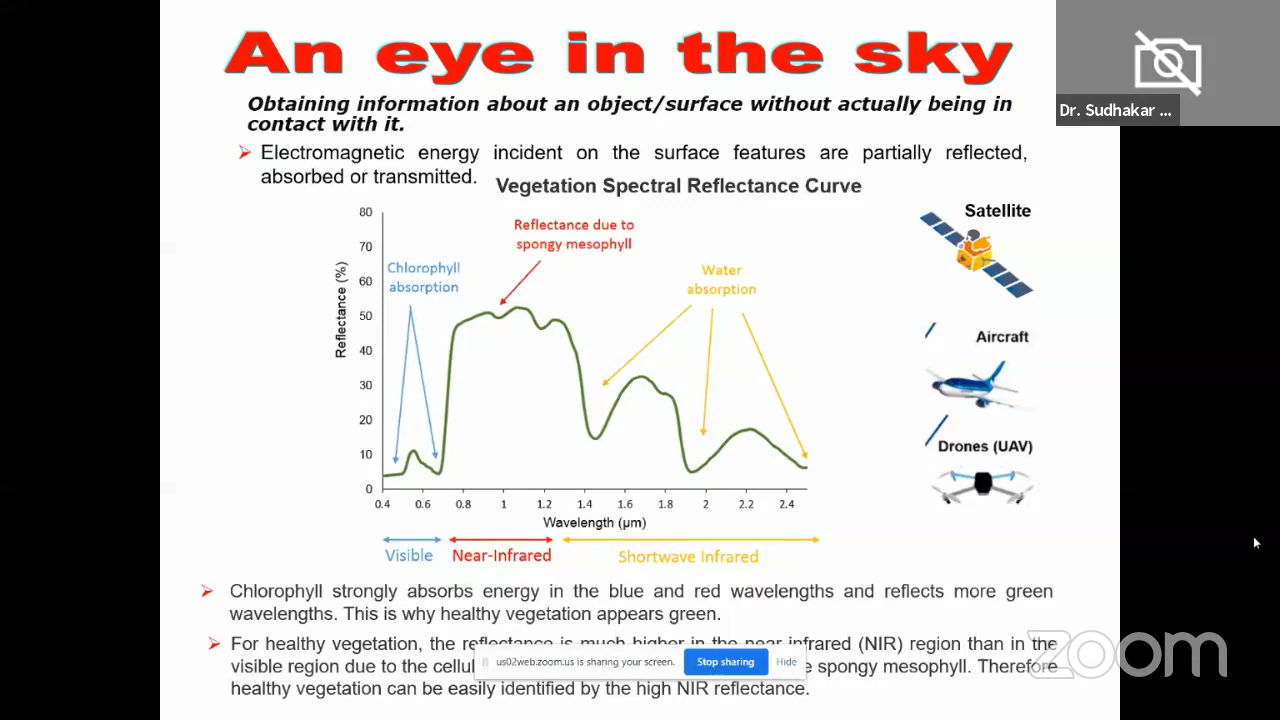 An eye in the sky
Dr. Sudhakar ...
Obtaining information about an object/surface without actually being in
contact with it.
➢ Electromagnetic energy incident on the surface features are partially reflected,
absorbed or transmitted.
Vegetation Spectral Reflectance Curve
Satellite
Aircraft
Drones (UAV)
Reflectance due to
spongy mesophyll
Chlorophyll
absorption
Water
absorption
Reflectance (%)
80
70
60
50
40
30
20
10
0
0.4 0.6 0.8 1 1.2 1.4 1.6 1.8 2 2.2 2.4
Wavelength (µm)
Visible Near-Infrared Shortwave Infrared
➢ Chlorophyll strongly absorbs energy in the blue and red wavelengths and reflects more green
wavelengths. This is why healthy vegetation appears green.
➢ For healthy vegetation, the reflectance is much higher in the near infrared (NIR) region than in the
visible region due to the spongy mesophyll. Therefore
healthy vegetation can be easily identified by the high NIR reflectance.
us02web.zoom.us is sharing your screen. Stop sharing Hide
zoom